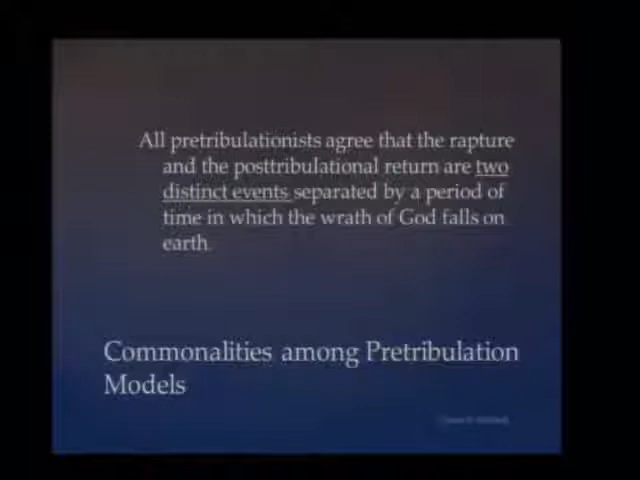 All pretribulationists agree that the rapture
and the posttribulational return are two
distinct events separated by a period of
time in which the wrath of God falls on
earth.
Commonalities among Pretribulation
Models